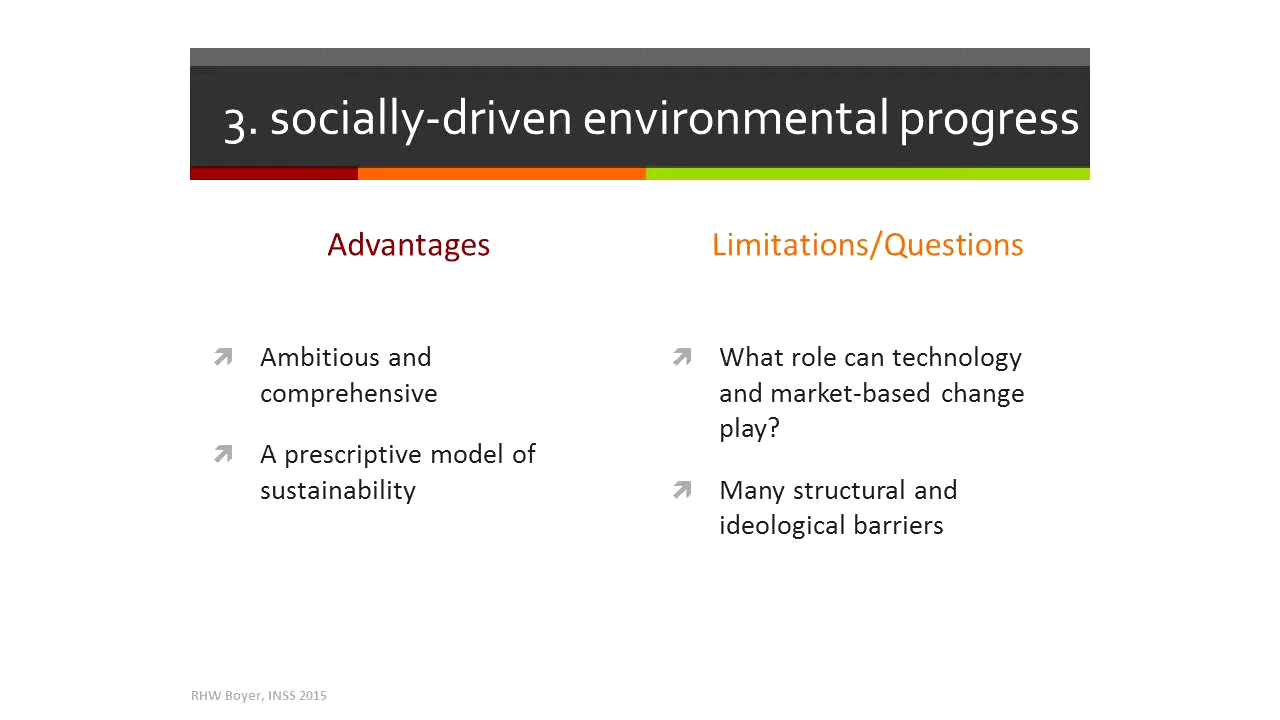 3. socially-driven environmental progress
Advantages
Ambitious and
comprehensive
A prescriptive model of
sustainability
Limitations/Questions
What role can technology
and market-based change
play?
Many structural and
ideological barriers
RHW Boyer, INSS 2015